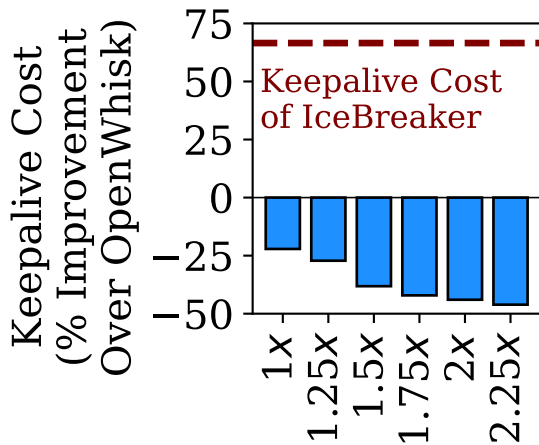 Keepalive Cost
(% Improvement
Over OpenWhisk)
75
50
25
0
−25
−50
Keepalive Cost
of IceBreaker
1x
1.25x
1.5x
1.75x
2x
2.25x